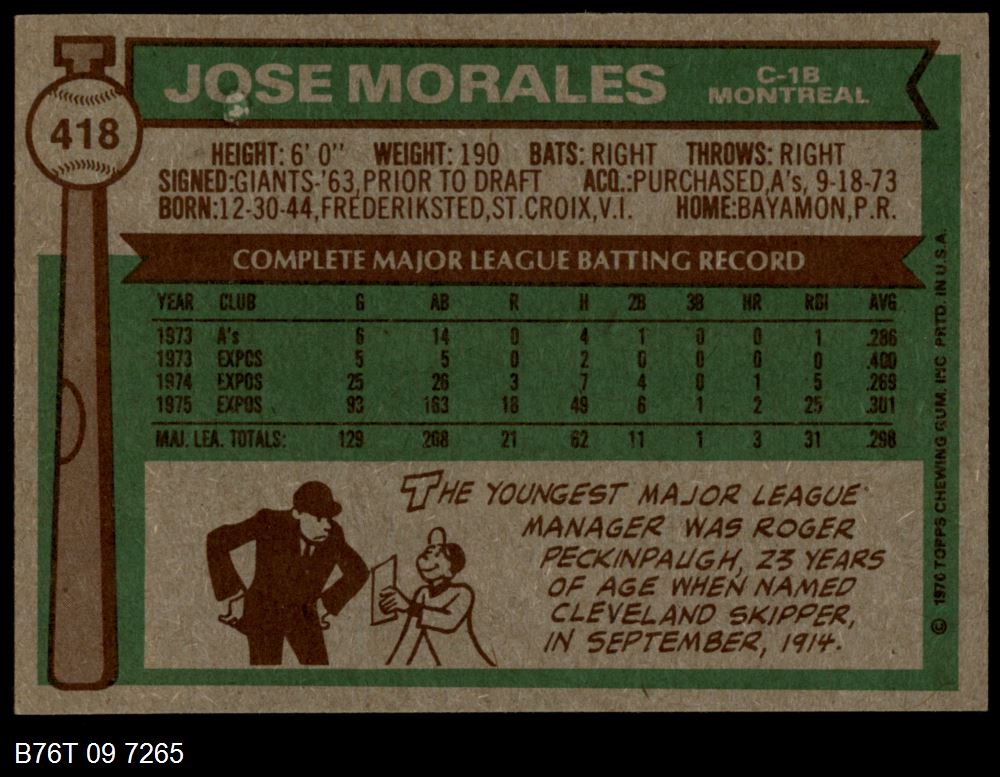 JOSE MORALES C-1B
MONTREAL
418
HEIGHT: 6' 0" WEIGHT: 190 BATS: RIGHT THROWS: RIGHT
SIGNED:GIANTS-'63,PRIOR TO DRAFT ACQ.:PURCHASED,A's, 9-18-73
BORN:12-30-44,FREDERIKSTED,ST.CROIX,V.I. HOME:BAYAMON,P.R.
COMPLETE MAJOR LEAGUE BATTING RECORD
YEAR CLUB G AB R H 2B 3B HR RBI AVG
1973 A's 6 14 0 4 1 0 0 1 .286
1973 EXPOS 5 5 0 2 0 0 0 0 .400
1974 EXPOS 25 26 3 7 4 0 1 5 .269
1975 EXPOS 93 163 18 49 6 1 2 25 .301
MAJ. LEA. TOTALS: 129 208 21 62 11 1 3 31 .298
THE YOUNGEST MAJOR LEAGUE
MANAGER WAS ROGER
PECKINPAUGH, 23 YEARS
OF AGE WHEN NAMED
CLEVELAND SKIPPER,
IN SEPTEMBER, 1914.
© 1976 TOPPS CHEWING GUM, INC PRTD. IN U.S.A.
B76T 09 7265